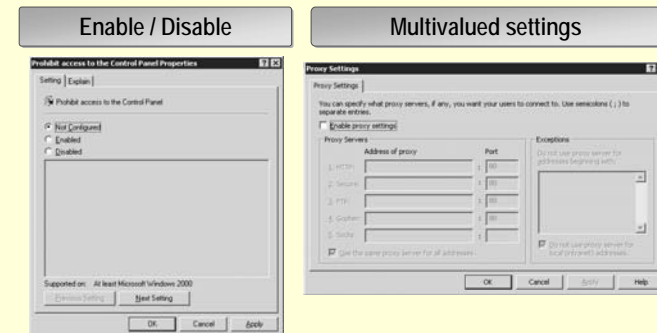 Enable / Disable
Prohibit access to the Control Panel Properties
Setting
Explain
Prohibit access to the Control Panel
Not Configured
Enabled
Disabled
Supported on: At least Microsoft Windows 2000
Previous Setting
Next Setting
OK
Cancel
Apply
Multivalued settings
Proxy Settings
Proxy Settings
You can specify what proxy servers, if any, you want your users to connect to. Use semicolons ( ; ) to
separate entries.
Enable proxy settings
Proxy Servers
Address of proxy
Port
1. HTTP:
: 80
2. Secure:
: 80
3. FTP:
: 80
4. Gopher:
: 80
5. Socks:
:
Use the same proxy server for all addresses
Exceptions
Do not use proxy server for
addresses beginning with:
Do not use proxy server for
local (intranet) addresses.
OK
Cancel
Apply
Help